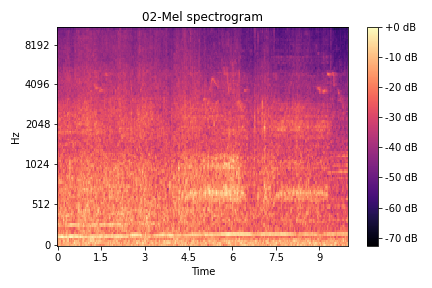 02-Mel spectrogram
8192
4096
2048
1024
512
0
Hz
0 1.5 3 4.5 6 7.5 9
Time
+0 dB
-10 dB
-20 dB
-30 dB
-40 dB
-50 dB
-60 dB
-70 dB